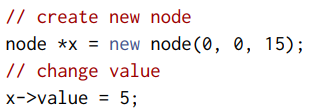 // create new node
node *x = new node(0, 0, 15);
// change value
x->value = 5;